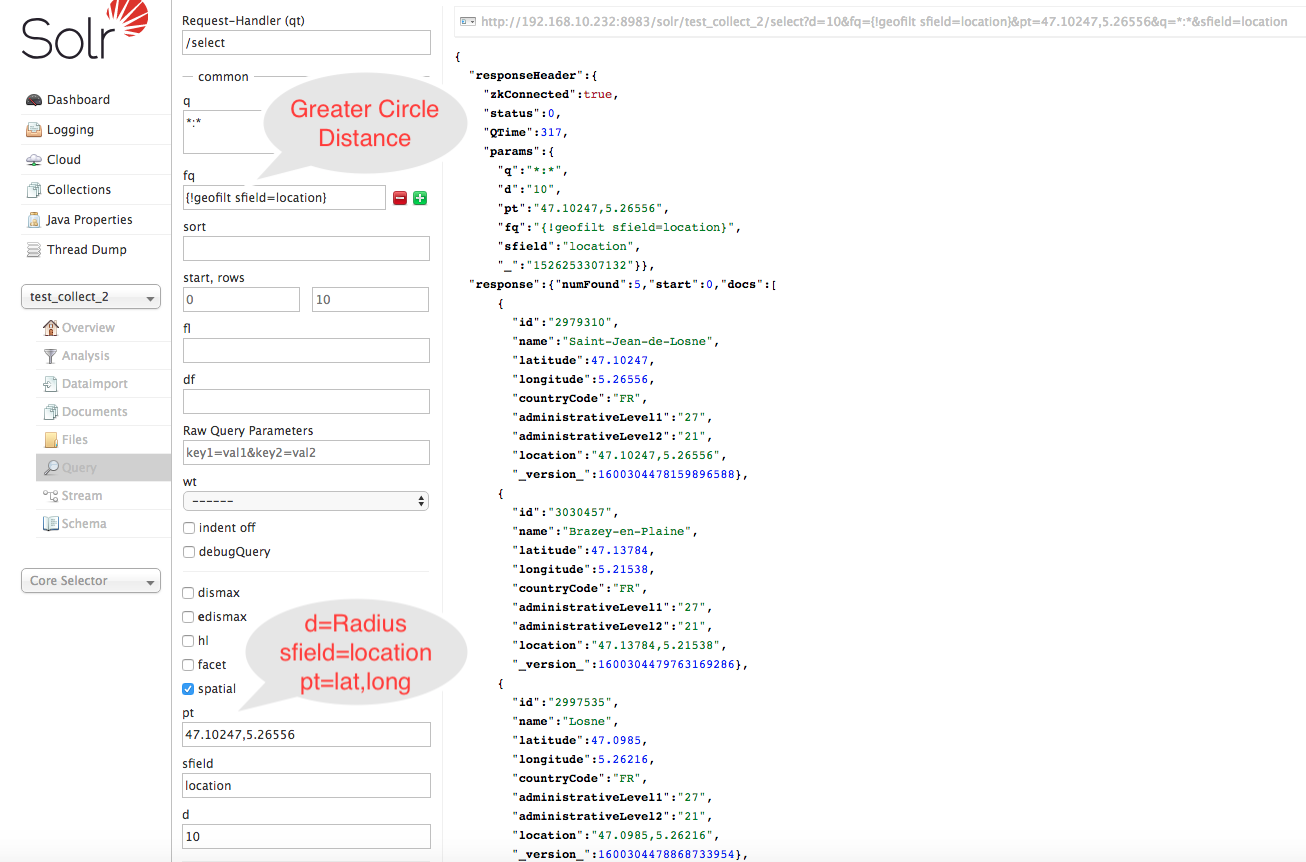 Solr
Dashboard
Logging
Cloud
Collections
Java Properties
Thread Dump
test_collect_2
Overview
Analysis
Dataimport
Documents
Files
Query
Stream
Schema
Core Selector
Request-Handler (qt)
/select
common
q
*:*
Greater Circle
Distance
fq
{!geofilt sfield=location}
sort
start, rows
0
10
fl
df
Raw Query Parameters
key1=val1&key2=val2
wt
------
indent off
debugQuery
dismax
edismax
hl
facet
spatial
d=Radius
sfield=location
pt=lat,long
pt
47.10247,5.26556
sfield
location
d
10
http://192.168.10.232:8983/solr/test_collect_2/select?d=10&fq={!geofilt sfield=location}&pt=47.10247,5.26556&q=*:*&sfield=location
{
"responseHeader":{
"zkConnected":true,
"status":0,
"QTime":317,
"params":{
"q":"*:*",
"d":"10",
"pt":"47.10247,5.26556",
"fq":"{!geofilt sfield=location}",
"sfield":"location",
"_":"1526253307132"}},
"response":{"numFound":5,"start":0,"docs":[
{
"id":"2979310",
"name":"Saint-Jean-de-Losne",
"latitude":47.10247,
"longitude":5.26556,
"countryCode":"FR",
"administrativeLevel1":"27",
"administrativeLevel2":"21",
"location":"47.10247,5.26556",
"_version_":1600304478159896588},
{
"id":"3030457",
"name":"Brazey-en-Plaine",
"latitude":47.13784,
"longitude":5.21538,
"countryCode":"FR",
"administrativeLevel1":"27",
"administrativeLevel2":"21",
"location":"47.13784,5.21538",
"_version_":1600304479763169286},
{
"id":"2997535",
"name":"Losne",
"latitude":47.0985,
"longitude":5.26216,
"countryCode":"FR",
"administrativeLevel1":"27",
"administrativeLevel2":"21",
"location":"47.0985,5.26216",
"_version_":1600304478868733954},